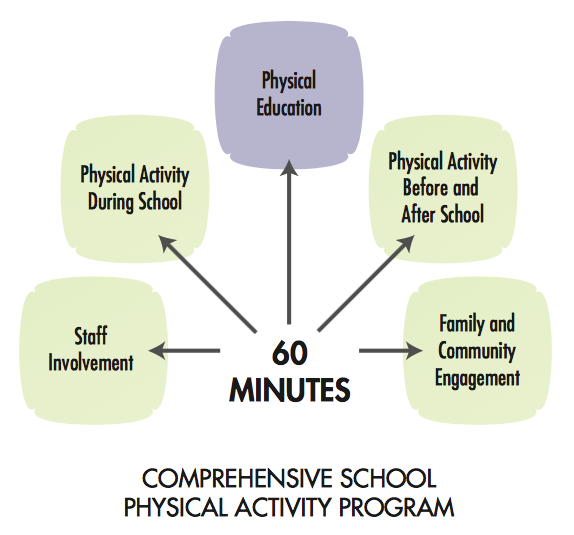 Physical
Education
Physical Activity
During School
Physical Activity
Before and
After School
Staff
Involvement
Family and
Community
Engagement
60
MINUTES
COMPREHENSIVE SCHOOL
PHYSICAL ACTIVITY PROGRAM